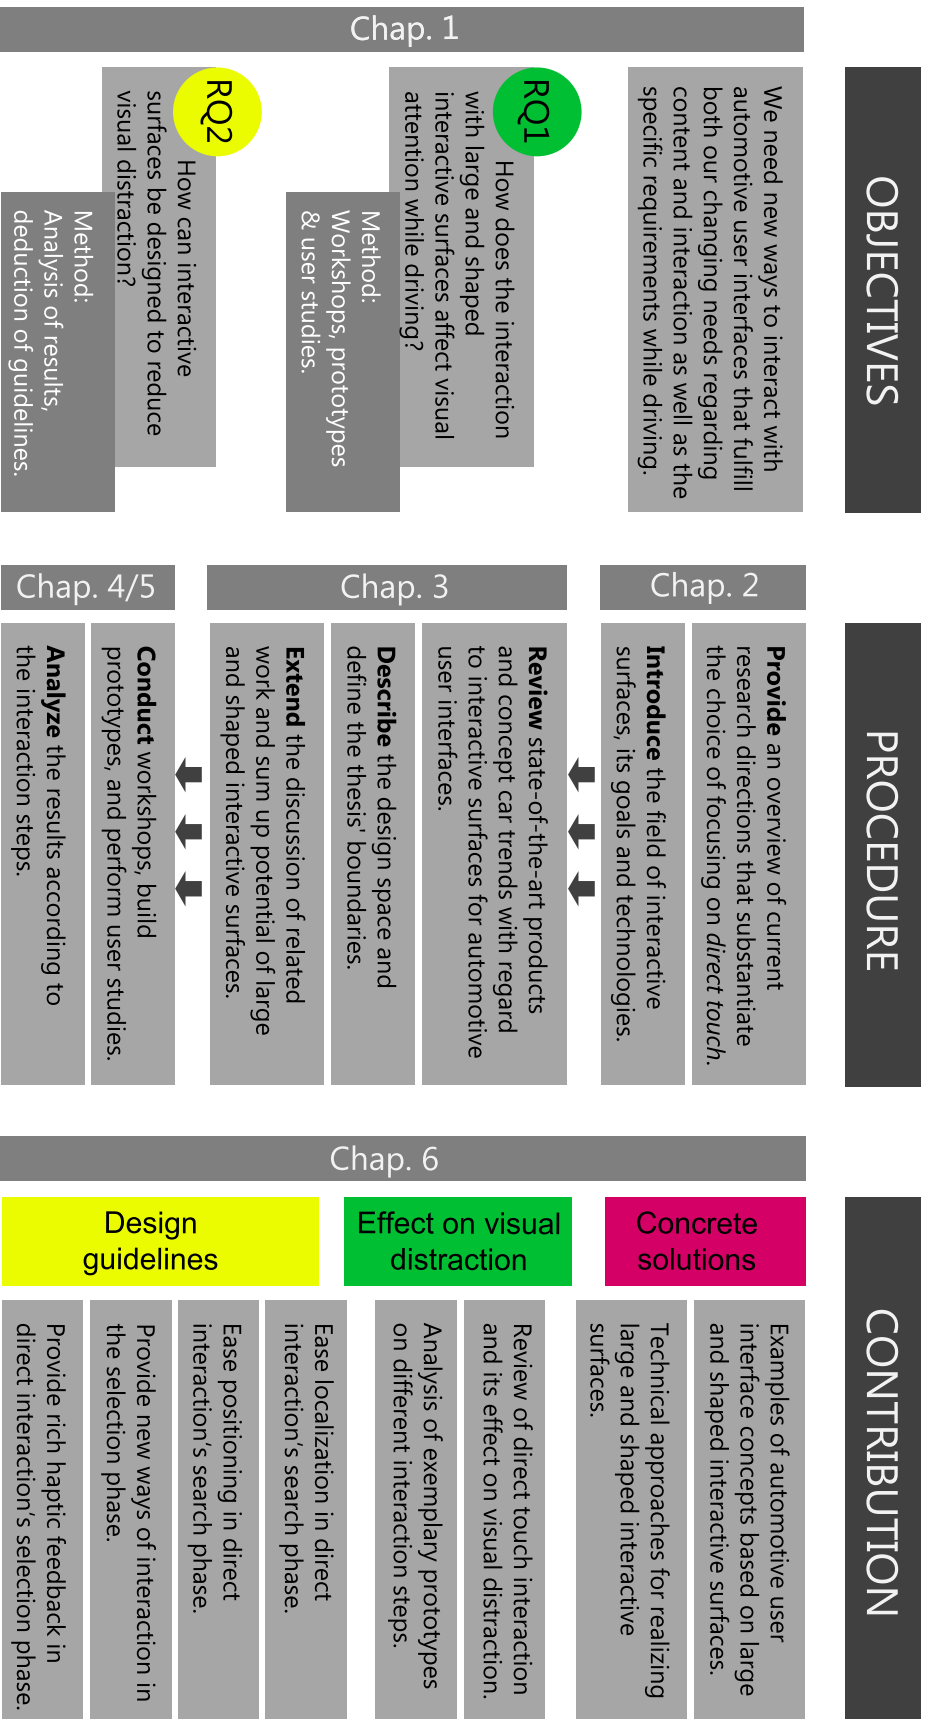 OBJECTIVES
Chap. 1
We need new ways to interact with
automotive user interfaces that fulfill
both our changing needs regarding
content and interaction as well as the
specific requirements while driving.
RQ1
How does the interaction
with large and shaped
interactive surfaces affect visual
attention while driving?
Method:
Workshops, prototypes
& user studies.
RQ2
How can interactive
surfaces be designed to reduce
visual distraction?
Method:
Analysis of results,
deduction of guidelines.
PROCEDURE
Chap. 2
Provide an overview of current
research directions that substantiate
the choice of focusing on direct touch.
Introduce the field of interactive
surfaces, its goals and technologies.
Chap. 3
Review state-of-the-art products
and concept car trends with regard
to interactive surfaces for automotive
user interfaces.
Describe the design space and
define the thesis' boundaries.
Extend the discussion of related
work and sum up potential of large
and shaped interactive surfaces.
Chap. 4/5
Conduct workshops, build
prototypes, and perform user studies.
Analyze the results according to
the interaction steps.
CONTRIBUTION
Chap. 6
Concrete
solutions
Examples of automotive user
interface concepts based on large
and shaped interactive surfaces.
Technical approaches for realizing
large and shaped interactive
surfaces.
Effect on visual
distraction
Review of direct touch interaction
and its effect on visual distraction.
Analysis of exemplary prototypes
on different interaction steps.
Design
guidelines
Ease localization in direct
interaction‘s search phase.
Ease positioning in direct
interaction‘s search phase.
Provide new ways of interaction in
the selection phase.
Provide rich haptic feedback in
direct interaction‘s selection phase.